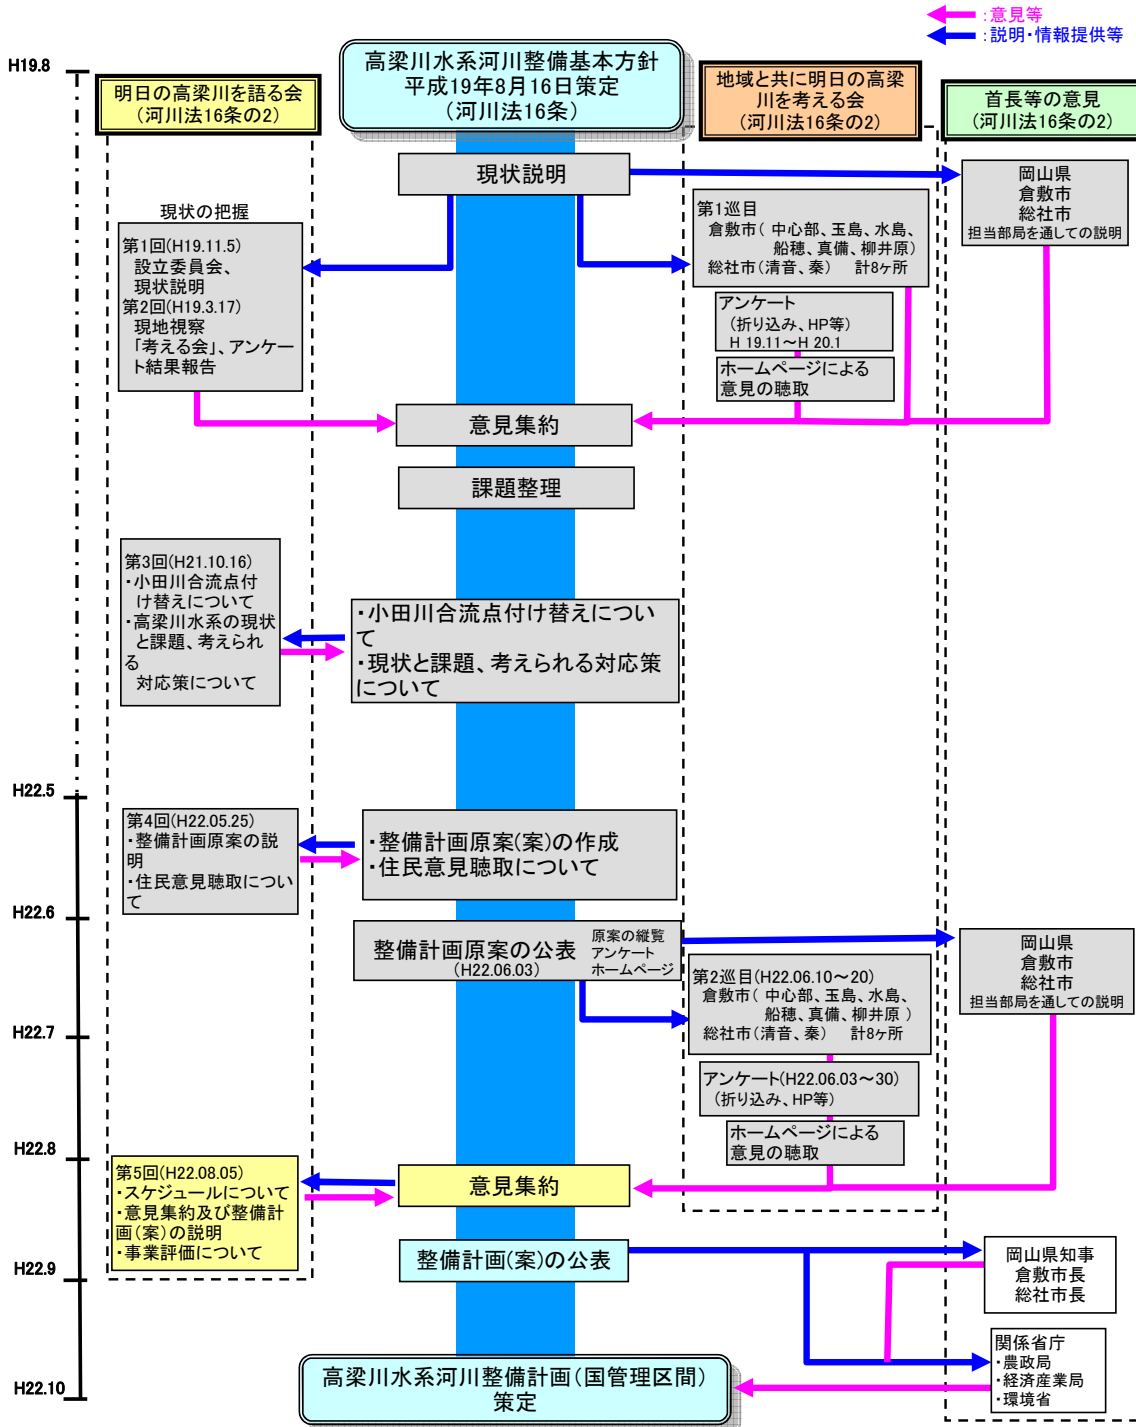 :意見等
:説明・情報提供等
H19.8
高梁川水系河川整備基本方針
平成19年8月16日策定
(河川法16条)
明日の高梁川を語る会
(河川法16条の2)
地域と共に明日の高梁
川を考える会
(河川法16条の2)
首長等の意見
(河川法16条の2)
現状説明
岡山県
倉敷市
総社市
担当部局を通しての説明
現状の把握
第1回(H19.11.5)
設立委員会、
現状説明
第2回(H19.3.17)
現地視察
「考える会」、アンケー
ト結果報告
第1巡目
倉敷市( 中心部、玉島、水島、
船穂、真備、柳井原)
総社市(清音、秦) 計8ヶ所
アンケート
(折り込み、HP等)
H 19.11~H 20.1
ホームページによる
意見の聴取
意見集約
課題整理
第3回(H21.10.16)
・小田川合流点付
け替えについて
・高梁川水系の現状
と課題、考えられ
る
対応策について
・小田川合流点付け替えについ
て
・現状と課題、考えられる対応策
について
H22.5
第4回(H22.05.25)
・整備計画原案の説
明
・住民意見聴取につい
て
・整備計画原案(案)の作成
・住民意見聴取について
H22.6
整備計画原案の公表
(H22.06.03)
原案の縦覧
アンケート
ホームページ
岡山県
倉敷市
総社市
担当部局を通しての説明
第2巡目(H22.06.10~20)
倉敷市( 中心部、玉島、水島、
船穂、真備、柳井原 )
総社市(清音、秦) 計8ヶ所
H22.7
アンケート(H22.06.03~30)
(折り込み、HP等)
ホームページによる
意見の聴取
H22.8
第5回(H22.08.05)
・スケジュールについて
・意見集約及び整備計
画(案)の説明
・事業評価について
意見集約
整備計画(案)の公表
岡山県知事
倉敷市長
総社市長
H22.9
関係省庁
・農政局
・経済産業局
・環境省
高梁川水系河川整備計画(国管理区間)
策定
H22.10